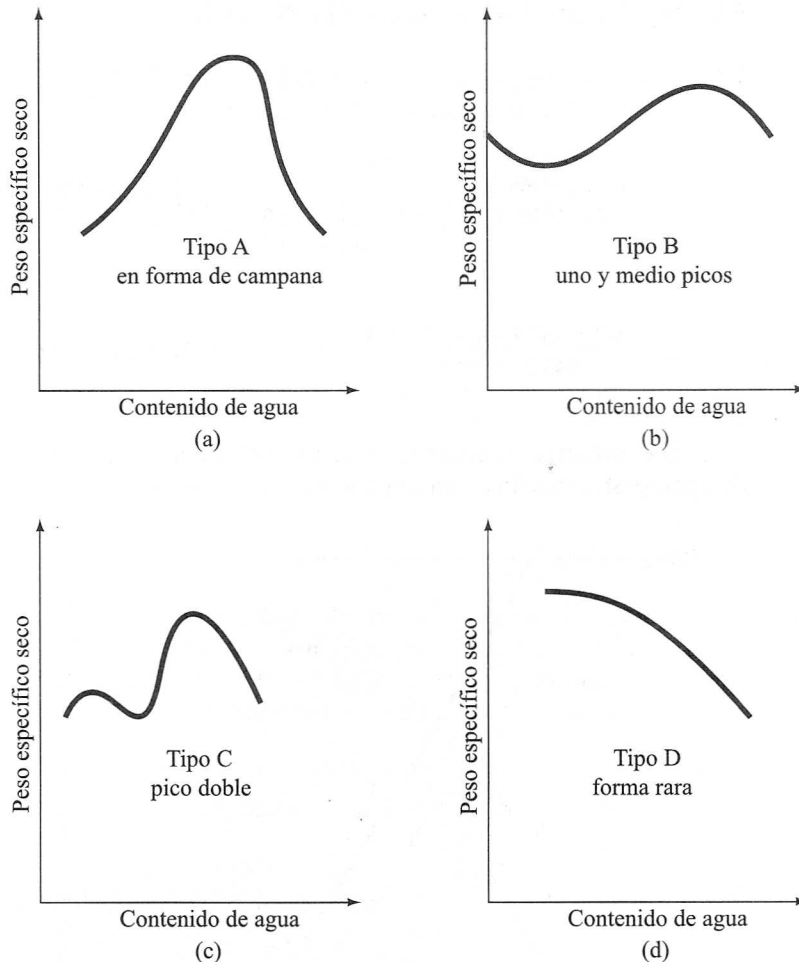 Peso específico seco
Tipo A
en forma de campana
Contenido de agua
(a)
Peso específico seco
Tipo B
uno y medio picos
Contenido de agua
(b)
Peso específico seco
Tipo C
pico doble
Contenido de agua
(c)
Peso específico seco
Tipo D
forma rara
Contenido de agua
(d)